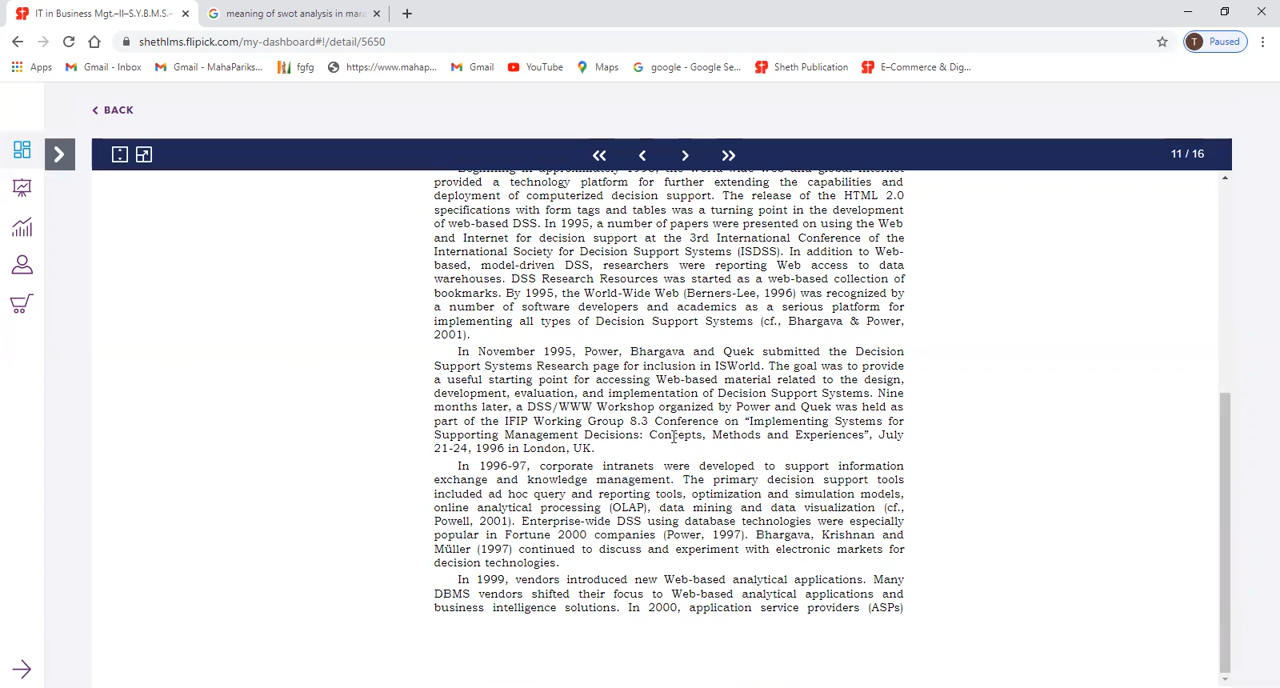 IT in Business Mgt.–II–S.Y.B.M.S.-
meaning of swot analysis in mar
shethlms.flipick.com/my-dashboard#!/detail/5650
T Paused
Apps
Gmail - Inbox
Gmail - MahaPariks...
fgfg
https://www.mahap...
Gmail
YouTube
Maps
google - Google Se...
Sheth Publication
E–Commerce & Dig...
BACK
11 / 16
Beginning in approximately 1995, the World-Wide Web and global Internet
provided a technology platform for further extending the capabilities and
deployment of computerized decision support. The release of the HTML 2.0
specifications with form tags and tables was a turning point in the development
of web-based DSS. In 1995, a number of papers were presented on using the Web
and Internet for decision support at the 3rd International Conference of the
International Society for Decision Support Systems (ISDSS). In addition to Web-
based, model-driven DSS, researchers were reporting Web access to data
warehouses. DSS Research Resources was started as a web-based collection of
bookmarks. By 1995, the World-Wide Web (Berners-Lee, 1996) was recognized by
a number of software developers and academics as a serious platform for
implementing all types of Decision Support Systems (cf., Bhargava & Power,
2001).
In November 1995, Power, Bhargava and Quek submitted the Decision
Support Systems Research page for inclusion in ISWorld. The goal was to provide
a useful starting point for accessing Web-based material related to the design,
development, evaluation, and implementation of Decision Support Systems. Nine
months later, a DSS/WWW Workshop organized by Power and Quek was held as
part of the IFIP Working Group 8.3 Conference on “Implementing Systems for
Supporting Management Decisions: Concepts, Methods and Experiences”, July
21-24, 1996 in London, UK.
In 1996-97, corporate intranets were developed to support information
exchange and knowledge management. The primary decision support tools
included ad hoc query and reporting tools, optimization and simulation models,
online analytical processing (OLAP), data mining and data visualization (cf.,
Powell, 2001). Enterprise-wide DSS using database technologies were especially
popular in Fortune 2000 companies (Power, 1997). Bhargava, Krishnan and
Müller (1997) continued to discuss and experiment with electronic markets for
decision technologies.
In 1999, vendors introduced new Web-based analytical applications. Many
DBMS vendors shifted their focus to Web-based analytical applications and
business intelligence solutions. In 2000, application service providers (ASPs)